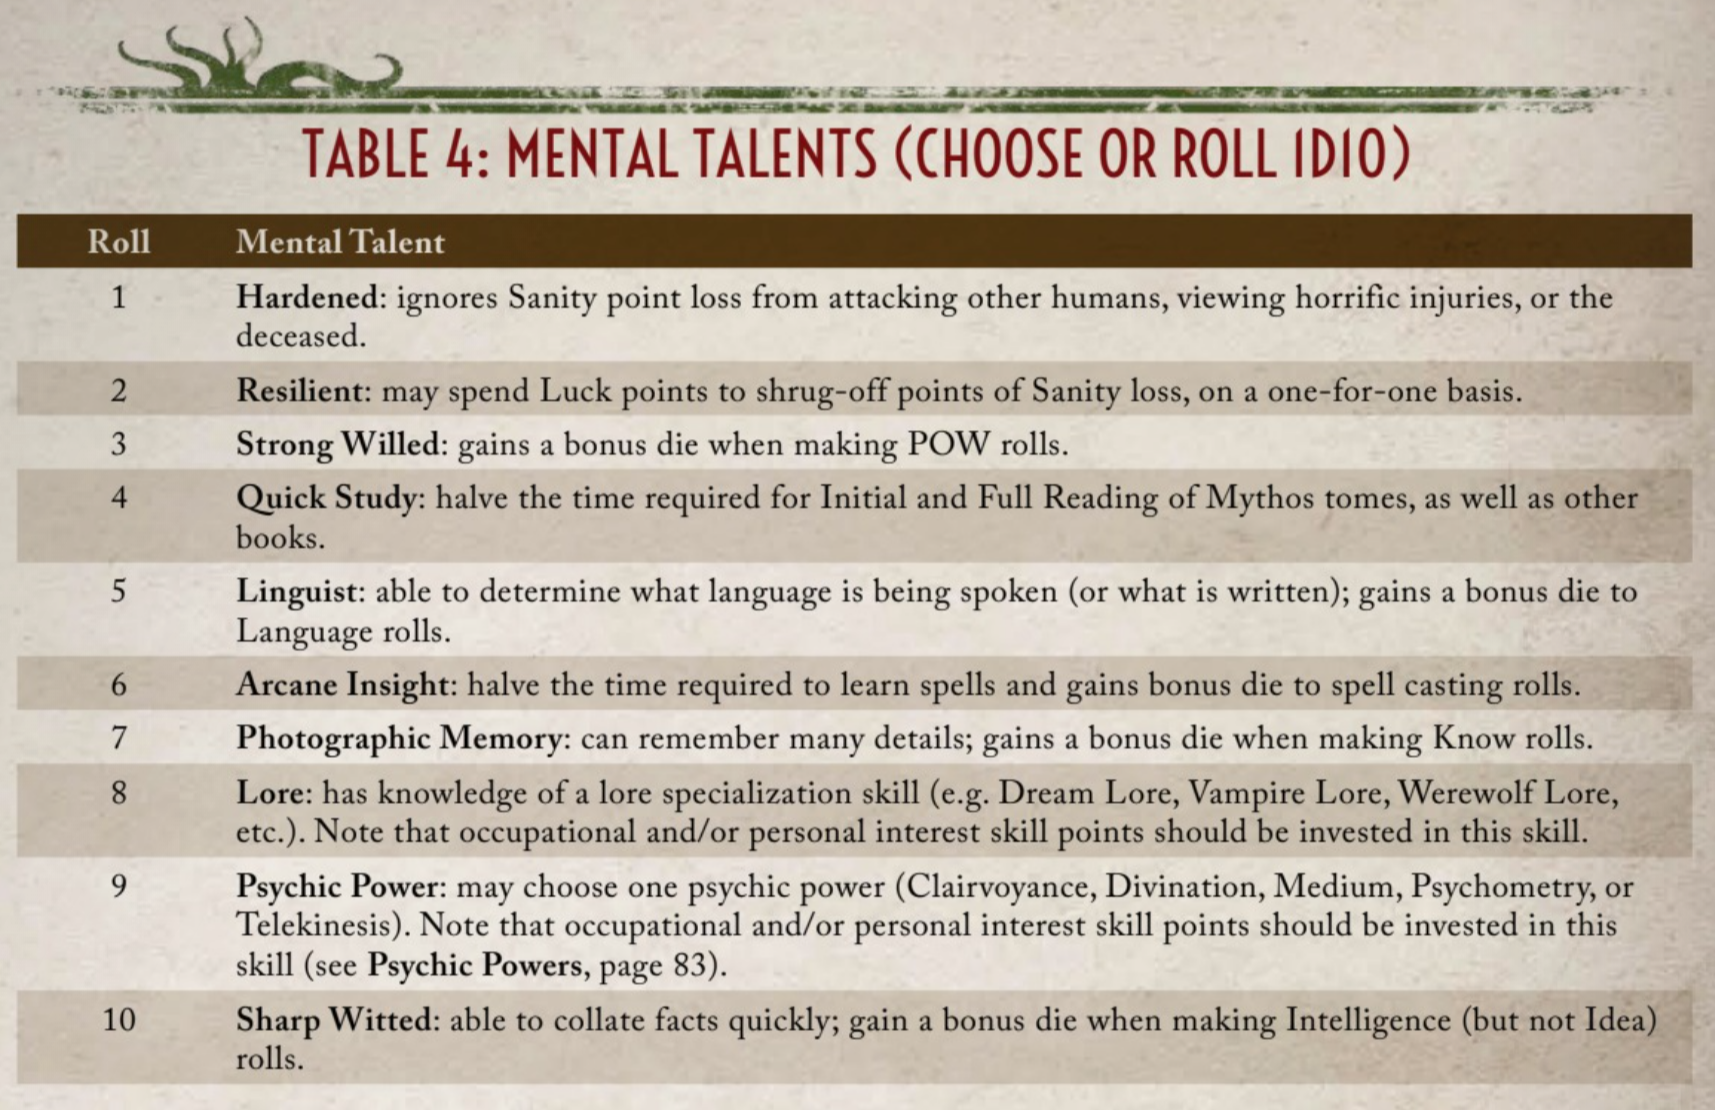 TABLE 4: MENTAL TALENTS (CHOOSE OR ROLL 1D10)
Roll Mental Talent
1 Hardened: ignores Sanity point loss from attacking other humans, viewing horrific injuries, or the
deceased.
2 Resilient: may spend Luck points to shrug-off points of Sanity loss, on a one-for-one basis.
3 Strong Willed: gains a bonus die when making POW rolls.
4 Quick Study: halve the time required for Initial and Full Reading of Mythos tomes, as well as other
books.
5 Linguist: able to determine what language is being spoken (or what is written); gains a bonus die to
Language rolls.
6 Arcane Insight: halve the time required to learn spells and gains bonus die to spell casting rolls.
7 Photographic Memory: can remember many details; gains a bonus die when making Know rolls.
8 Lore: has knowledge of a lore specialization skill (e.g. Dream Lore, Vampire Lore, Werewolf Lore,
etc.). Note that occupational and/or personal interest skill points should be invested in this skill.
9 Psychic Power: may choose one psychic power (Clairvoyance, Divination, Medium, Psychometry, or
Telekinesis). Note that occupational and/or personal interest skill points should be invested in this
skill (see Psychic Powers, page 83).
10 Sharp Witted: able to collate facts quickly; gain a bonus die when making Intelligence (but not Idea)
rolls.